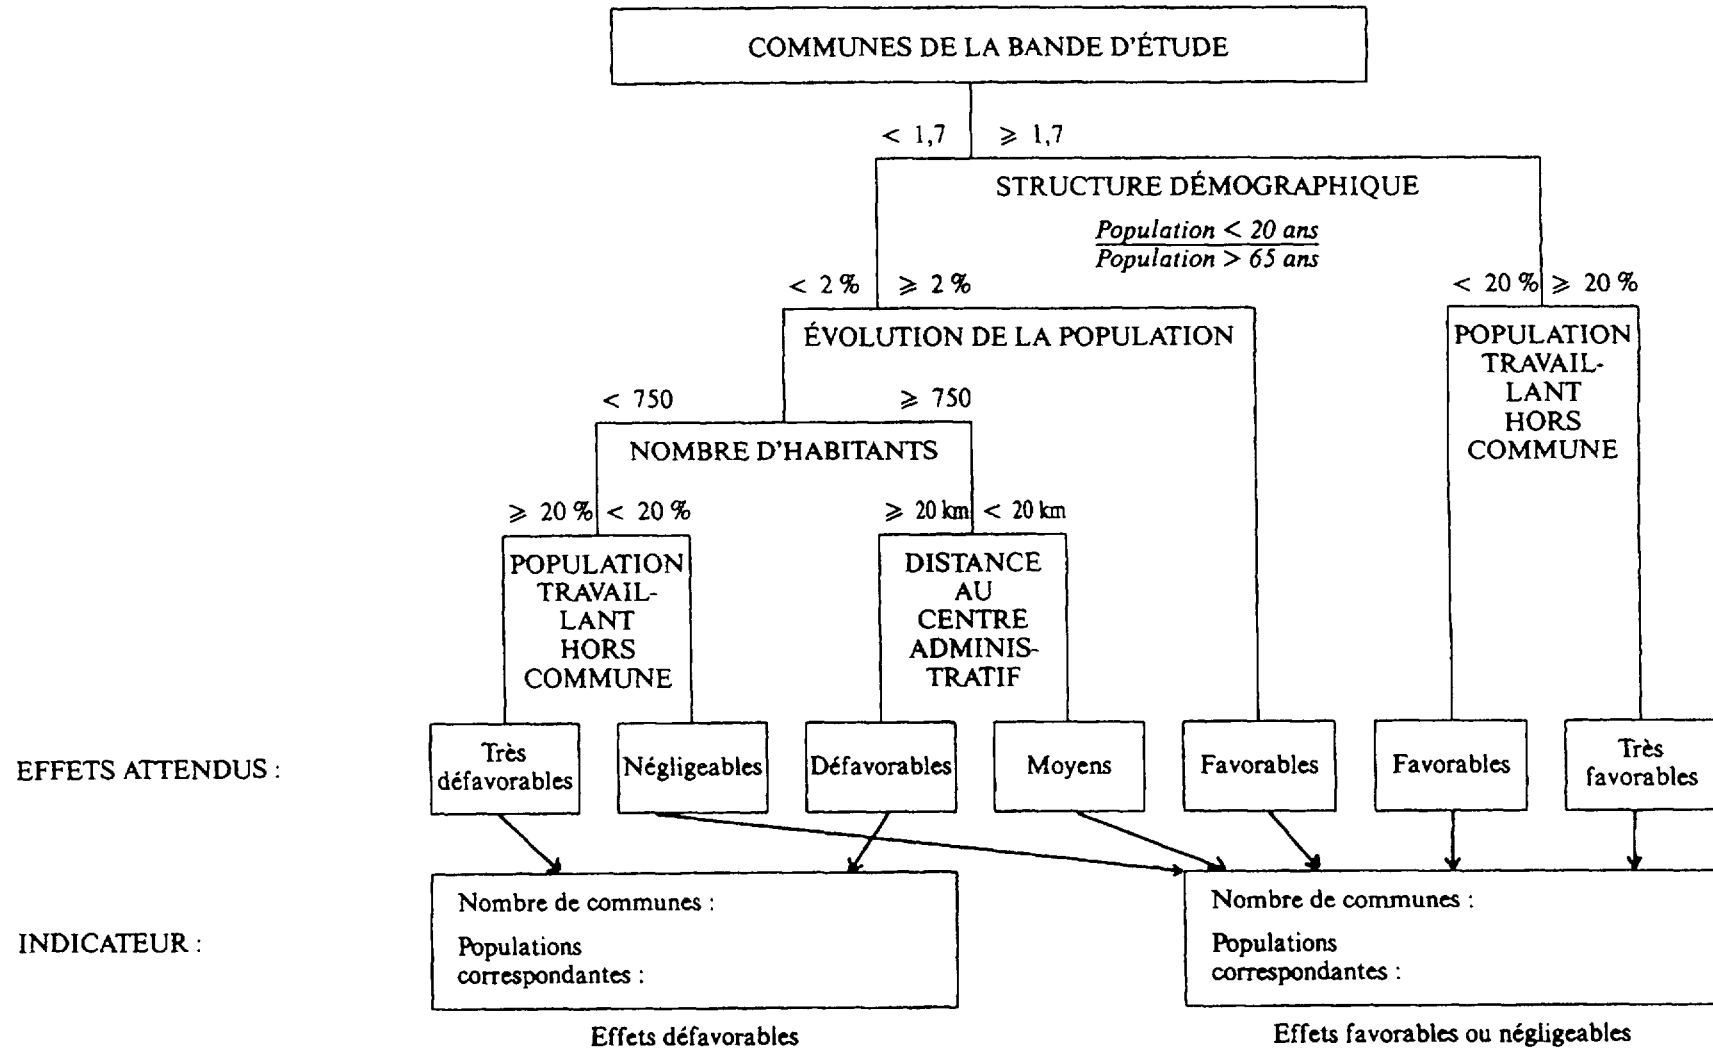 COMMUNES DE LA BANDE D'ÉTUDE
< 1,7 ⩾ 1,7
STRUCTURE DÉMOGRAPHIQUE
Population < 20 ans
Population > 65 ans
< 2 % ⩾ 2 %
< 20 % ⩾ 20 %
ÉVOLUTION DE LA POPULATION
POPULATION
TRAVAIL-
LANT
HORS
COMMUNE
< 750 ⩾ 750
NOMBRE D'HABITANTS
⩾ 20 % < 20 %
⩾ 20 km < 20 km
POPULATION
TRAVAIL-
LANT
HORS
COMMUNE
DISTANCE
AU
CENTRE
ADMINIS-
TRATIF
EFFETS ATTENDUS :
Très
défavorables
Négligeables
Défavorables
Moyens
Favorables
Favorables
Très
favorables
INDICATEUR :
Nombre de communes :
Populations
correspondantes :
Nombre de communes :
Populations
correspondantes :
Effets défavorables
Effets favorables ou négligeables